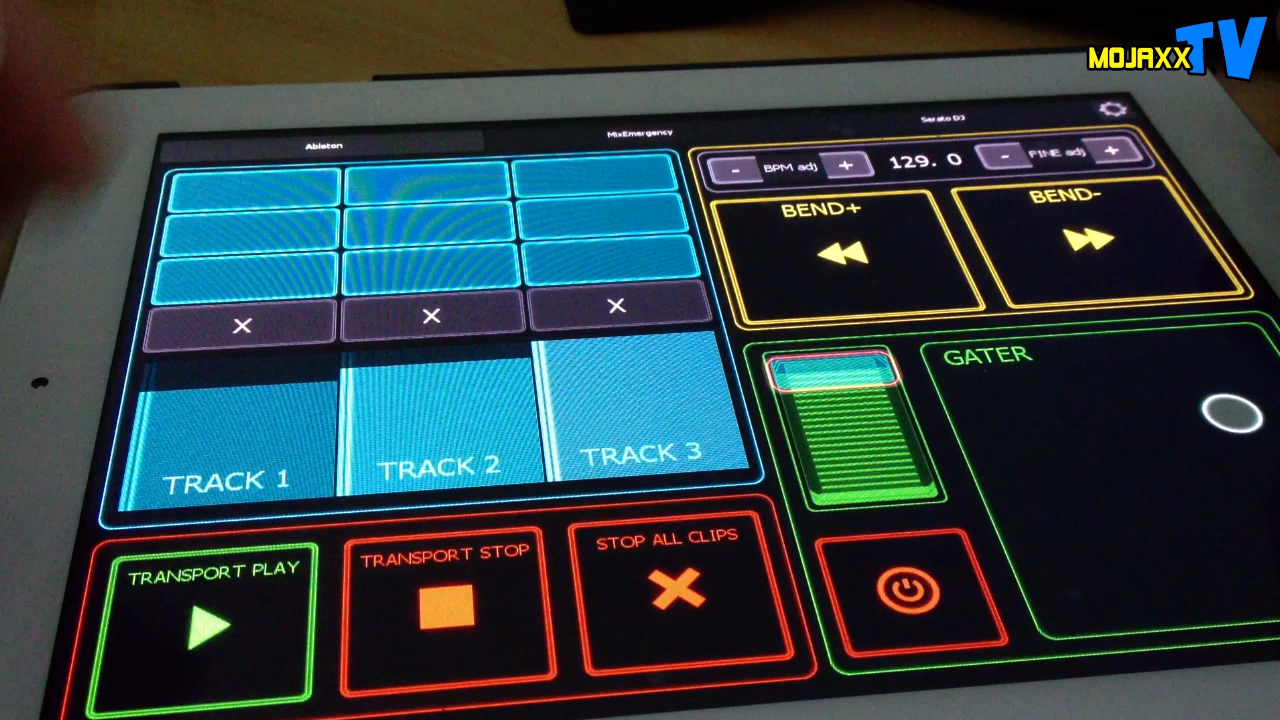 MOJAXX TV
Ableton
MixEmergency
Serato DJ
- BPM adj + 129. 0 - FINE adj +
BEND+
BEND-
× × ×
TRACK 1
TRACK 2
TRACK 3
GATER
TRANSPORT PLAY
TRANSPORT STOP
STOP ALL CLIPS